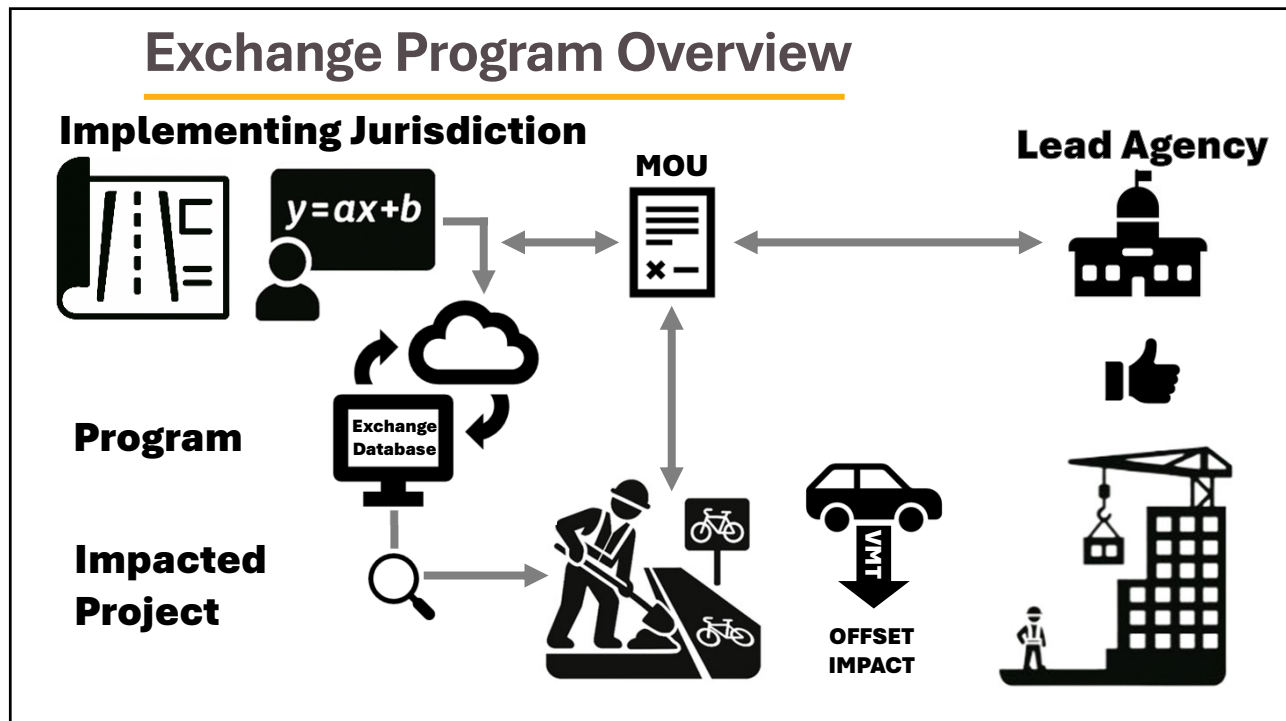 Exchange Program Overview
Implementing Jurisdiction
MOU
Lead Agency
y=ax+b
Program
Exchange
Database
Impacted
Project
VMT
OFFSET
IMPACT